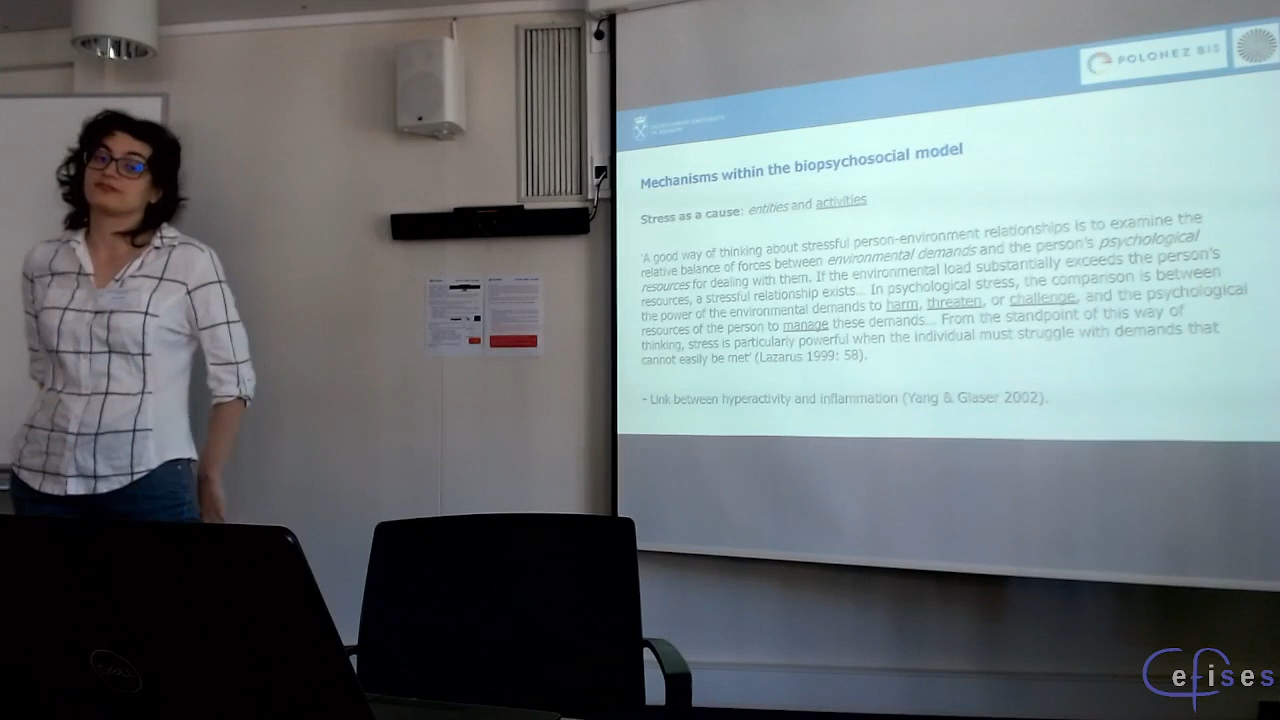 POLONEZ BIS
Mechanisms within the biopsychosocial model
Stress as a cause: entities and activities
'A good way of thinking about stressful person-environment relationships is to examine the
relative balance of forces between environmental demands and the person's psychological
resources for dealing with them. If the environmental load substantially exceeds the person's
resources, a stressful relationship exists... In psychological stress, the comparison is between
the power of the environmental demands to harm, threaten, or challenge, and the psychological
resources of the person to manage these demands... From the standpoint of this way of
thinking, stress is particularly powerful when the individual must struggle with demands that
cannot easily be met' (Lazarus 1999: 58).
- Link between hyperactivity and inflammation (Yang & Glaser 2002).
DELL
Cefises